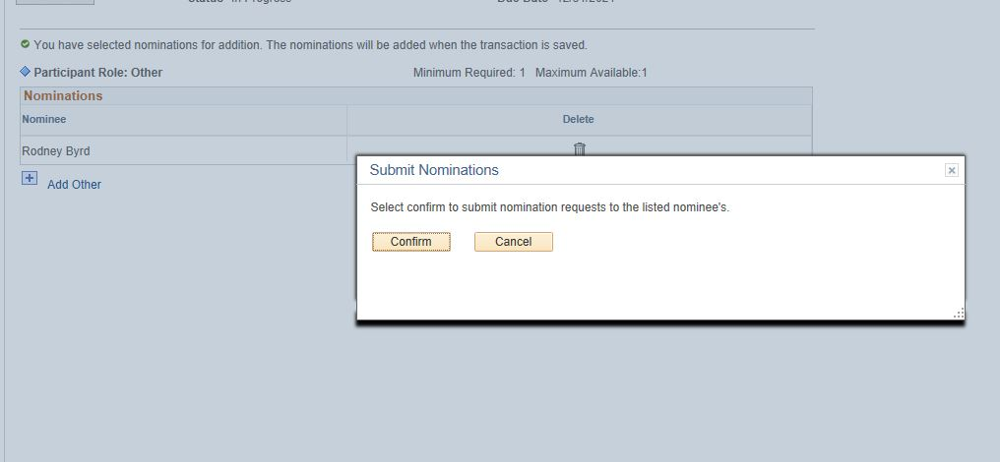 You have selected nominations for addition. The nominations will be added when the transaction is saved.
Participant Role: Other Minimum Required: 1 Maximum Available:1
Nominations
Nominee Delete
Rodney Byrd
Add Other
Submit Nominations
Select confirm to submit nomination requests to the listed nominee's.
Confirm Cancel